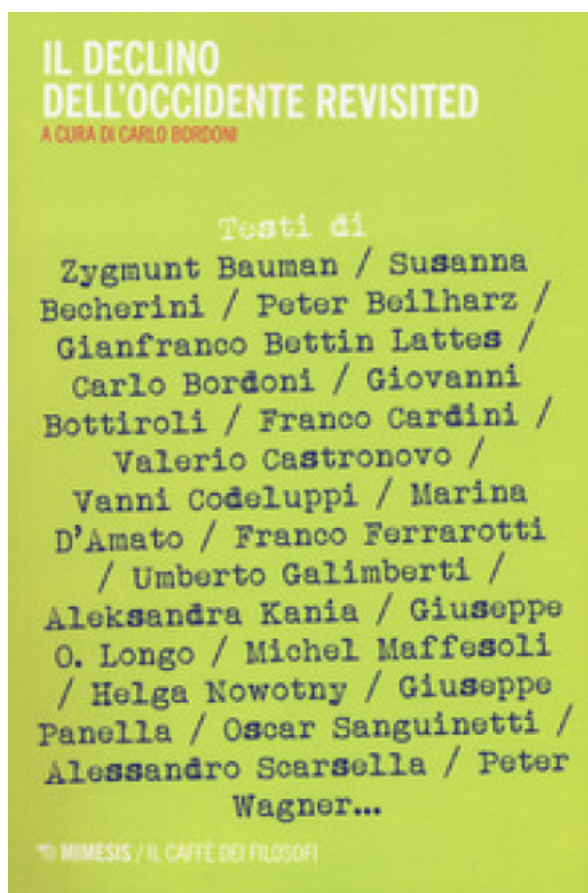 IL DECLINO
DELL'OCCIDENTE REVISITED
A CURA DI CARLO BORDONI
Testi di
Zygmunt Bauman / Susanna
Becherini / Peter Beilharz /
Gianfranco Bettin Lattes /
Carlo Bordoni / Giovanni
Bottiroli / Franco Cardini /
Valerio Castronovo /
Vanni Codeluppi / Marina
D'Amato / Franco Ferrarotti
/ Umberto Galimberti /
Aleksandra Kania / Giuseppe
O. Longo / Michel Maffesoli
/ Helga Nowotny / Giuseppe
Panella / Oscar Sanguinetti /
Alessandro Scarsella / Peter
Wagner...
MIMESIS / IL CAFFÈ DEI FILOSOFI